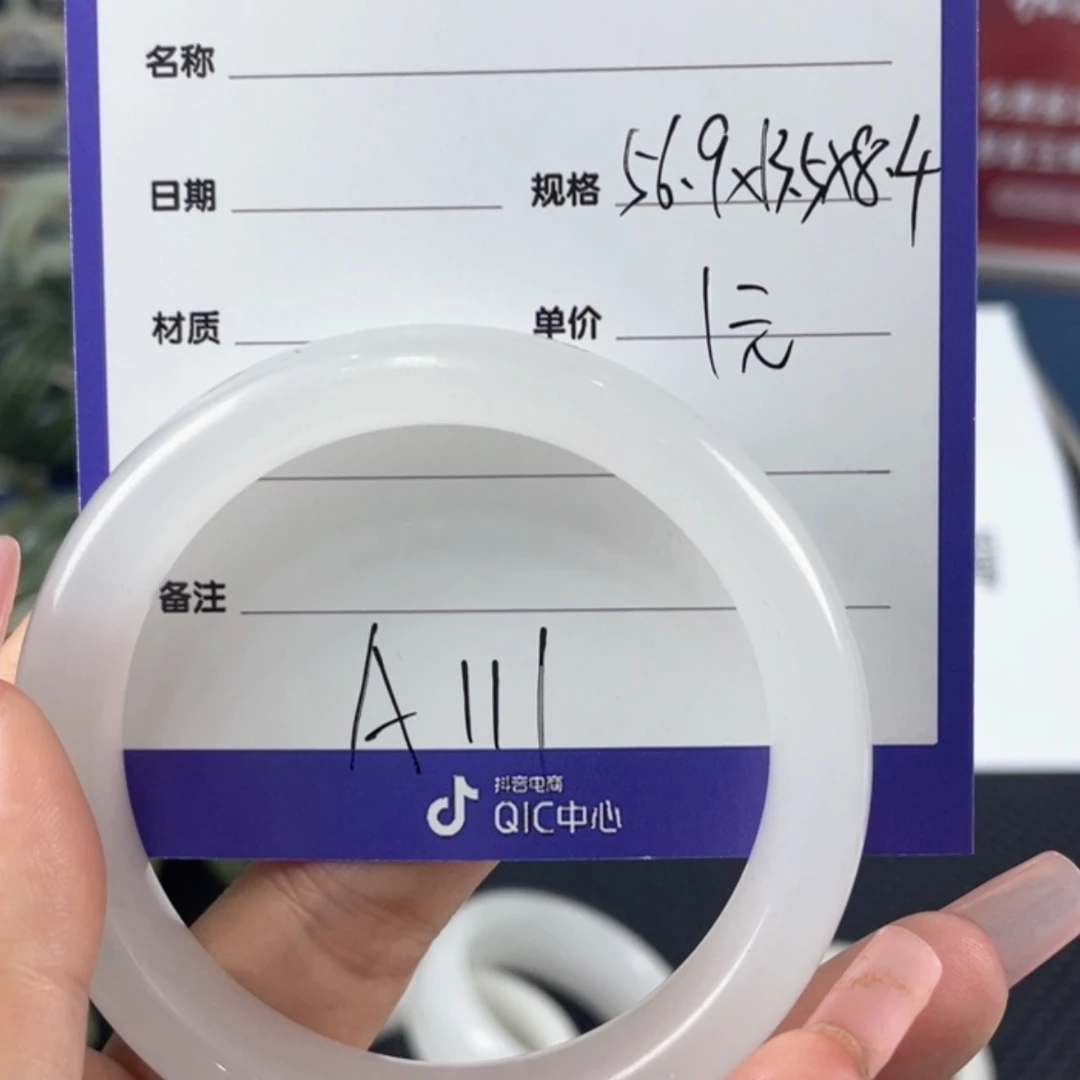 名称
日期 规格 56.9x13.5x8.4
材质 单价 1元
备注
A 111
抖音电商
QIC中心